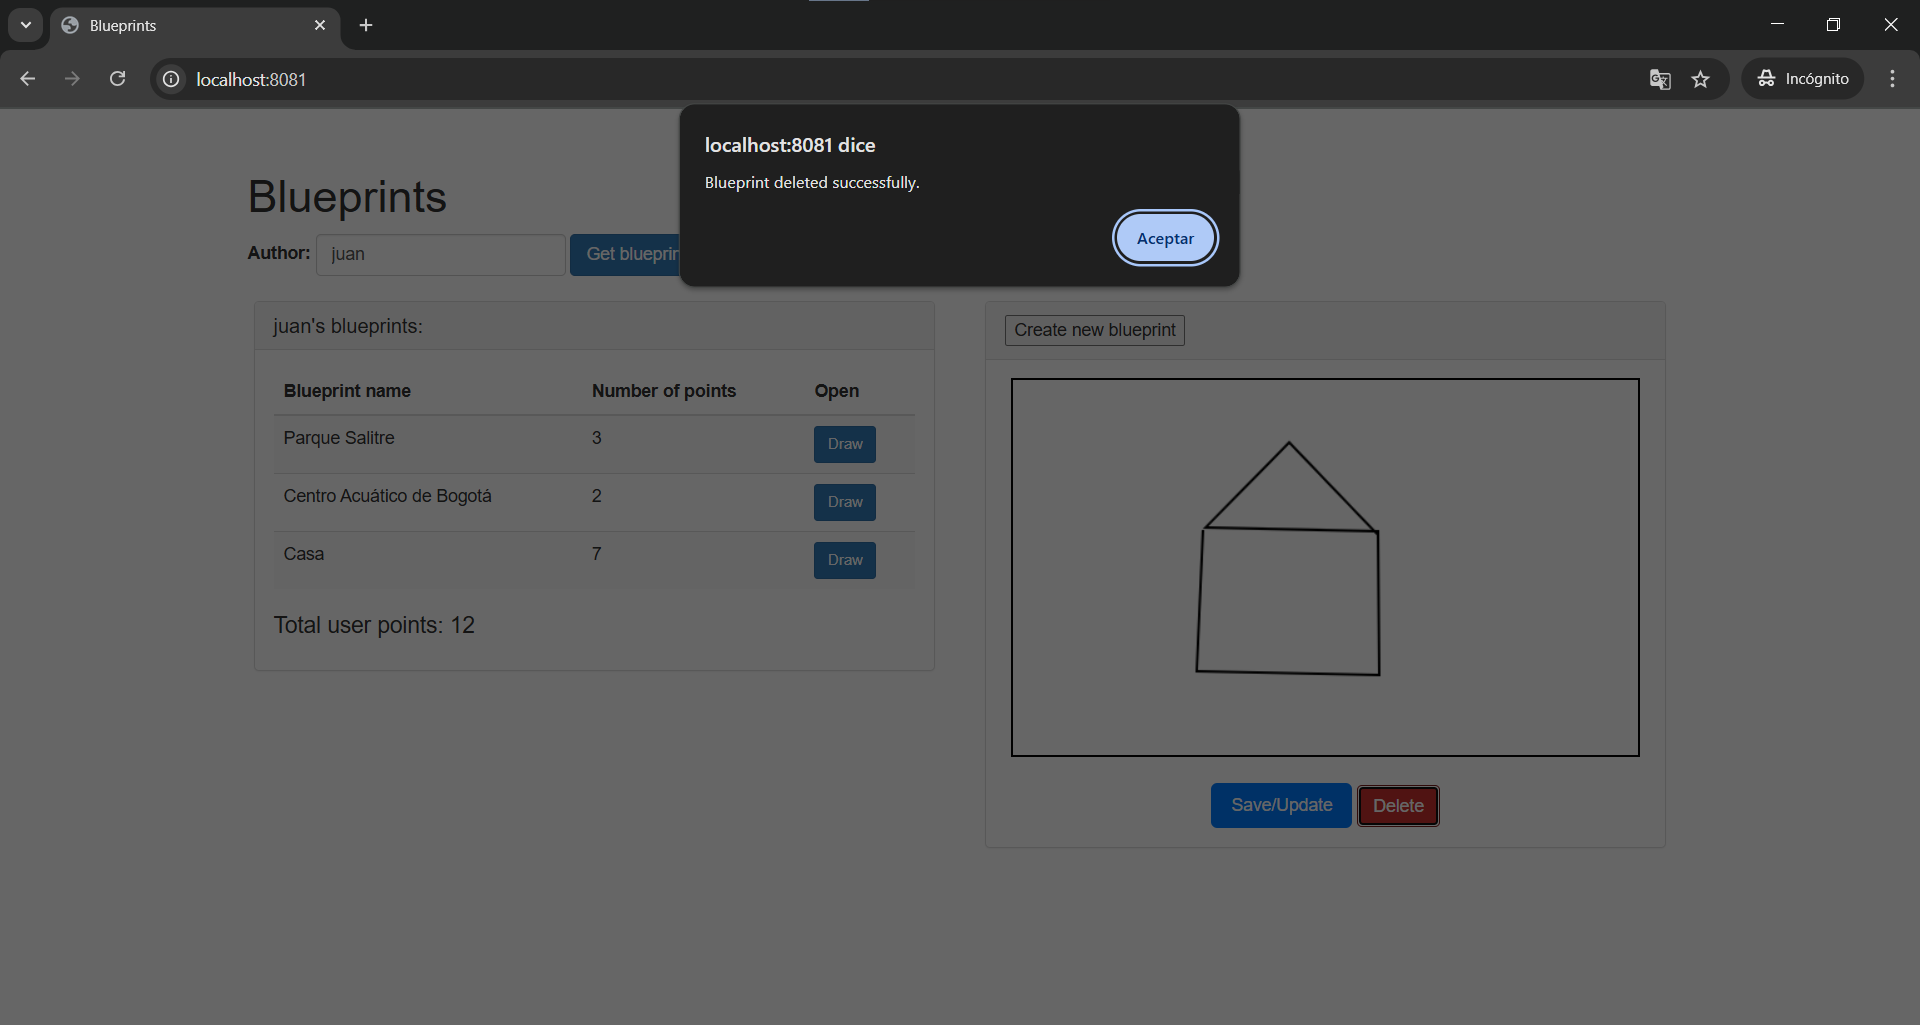 Blueprints
localhost:8081
Incógnito
localhost:8081 dice
Blueprint deleted successfully.
Aceptar
Blueprints
Author: juan Get blueprin
juan's blueprints:
Blueprint name Number of points Open
Parque Salitre 3 Draw
Centro Acuático de Bogotá 2 Draw
Casa 7 Draw
Total user points: 12
Create new blueprint
Save/Update Delete